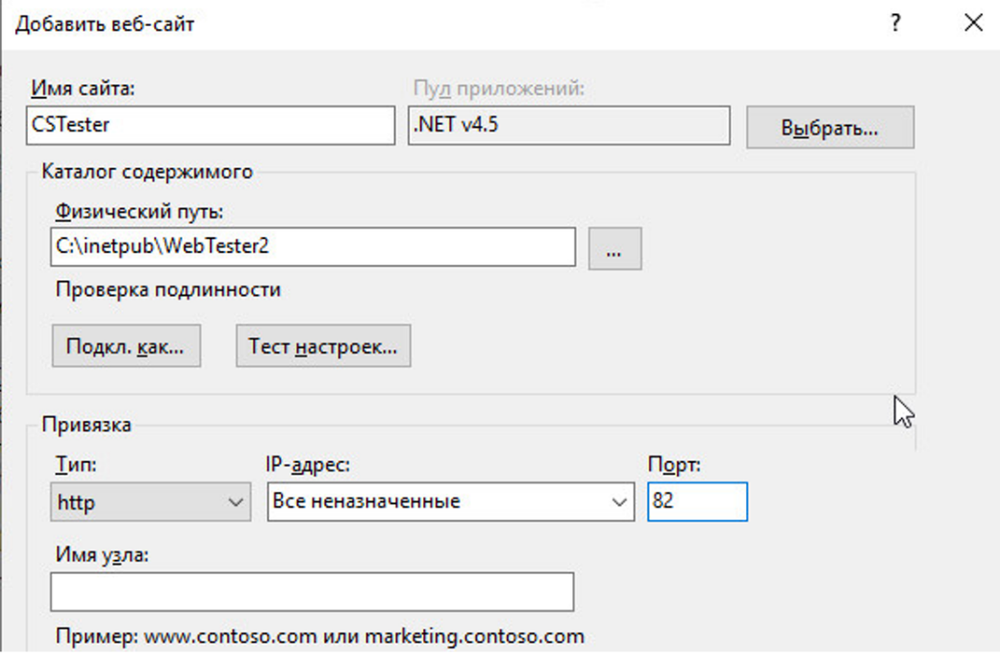 Добавить веб-сайт ? ×
Имя сайта: Пул приложений:
CSTester .NET v4.5 Выбрать...
Каталог содержимого
Физический путь:
C:\inetpub\WebTester2 ...
Проверка подлинности
Подкл. как... Тест настроек...
Привязка
Тип: IP-адрес: Порт:
http Все неназначенные 82
Имя узла:
Пример: www.contoso.com или marketing.contoso.com